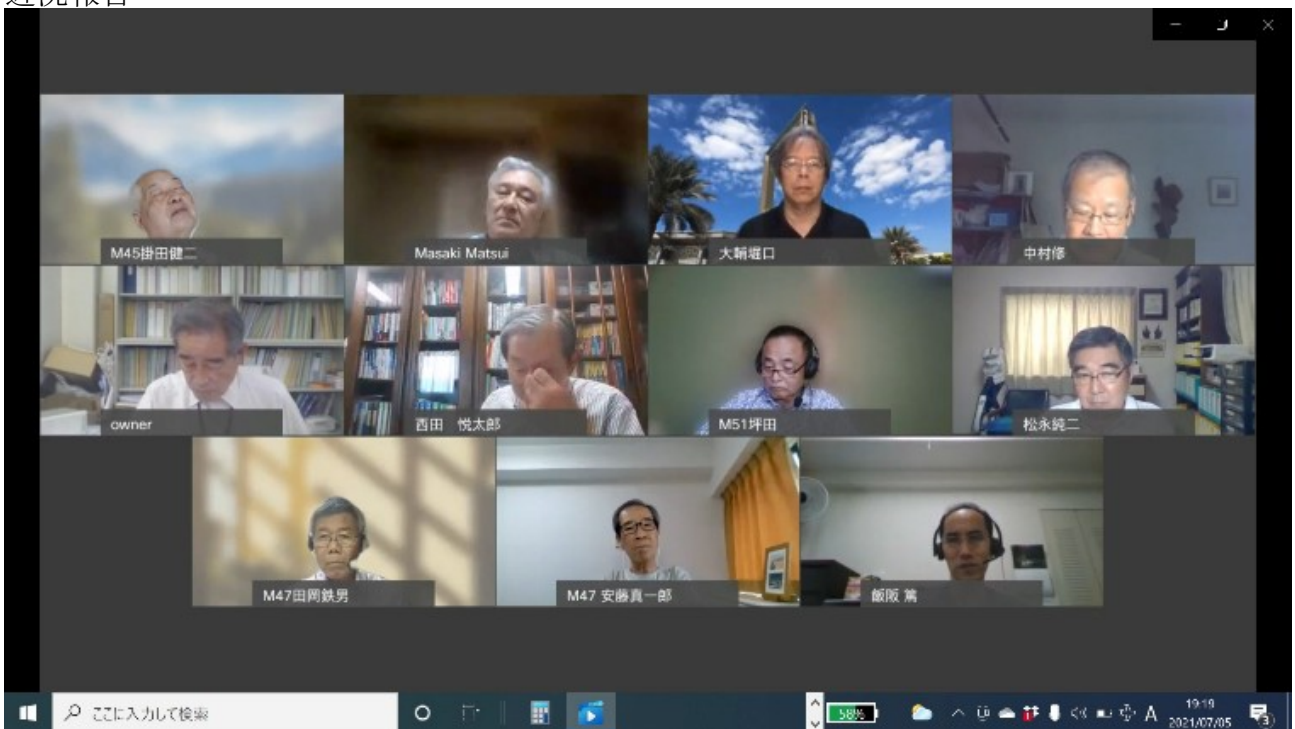 近況報告
M45掛田健二
Masaki Matsui
大輔堀口
中村修
owner
西田 悦太郎
M51坪田
松永純二
M47田岡鉄男
M47 安藤真一郎
飯阪 篤
ここに入力して検索
58%
A
19:19
2021/07/05
3